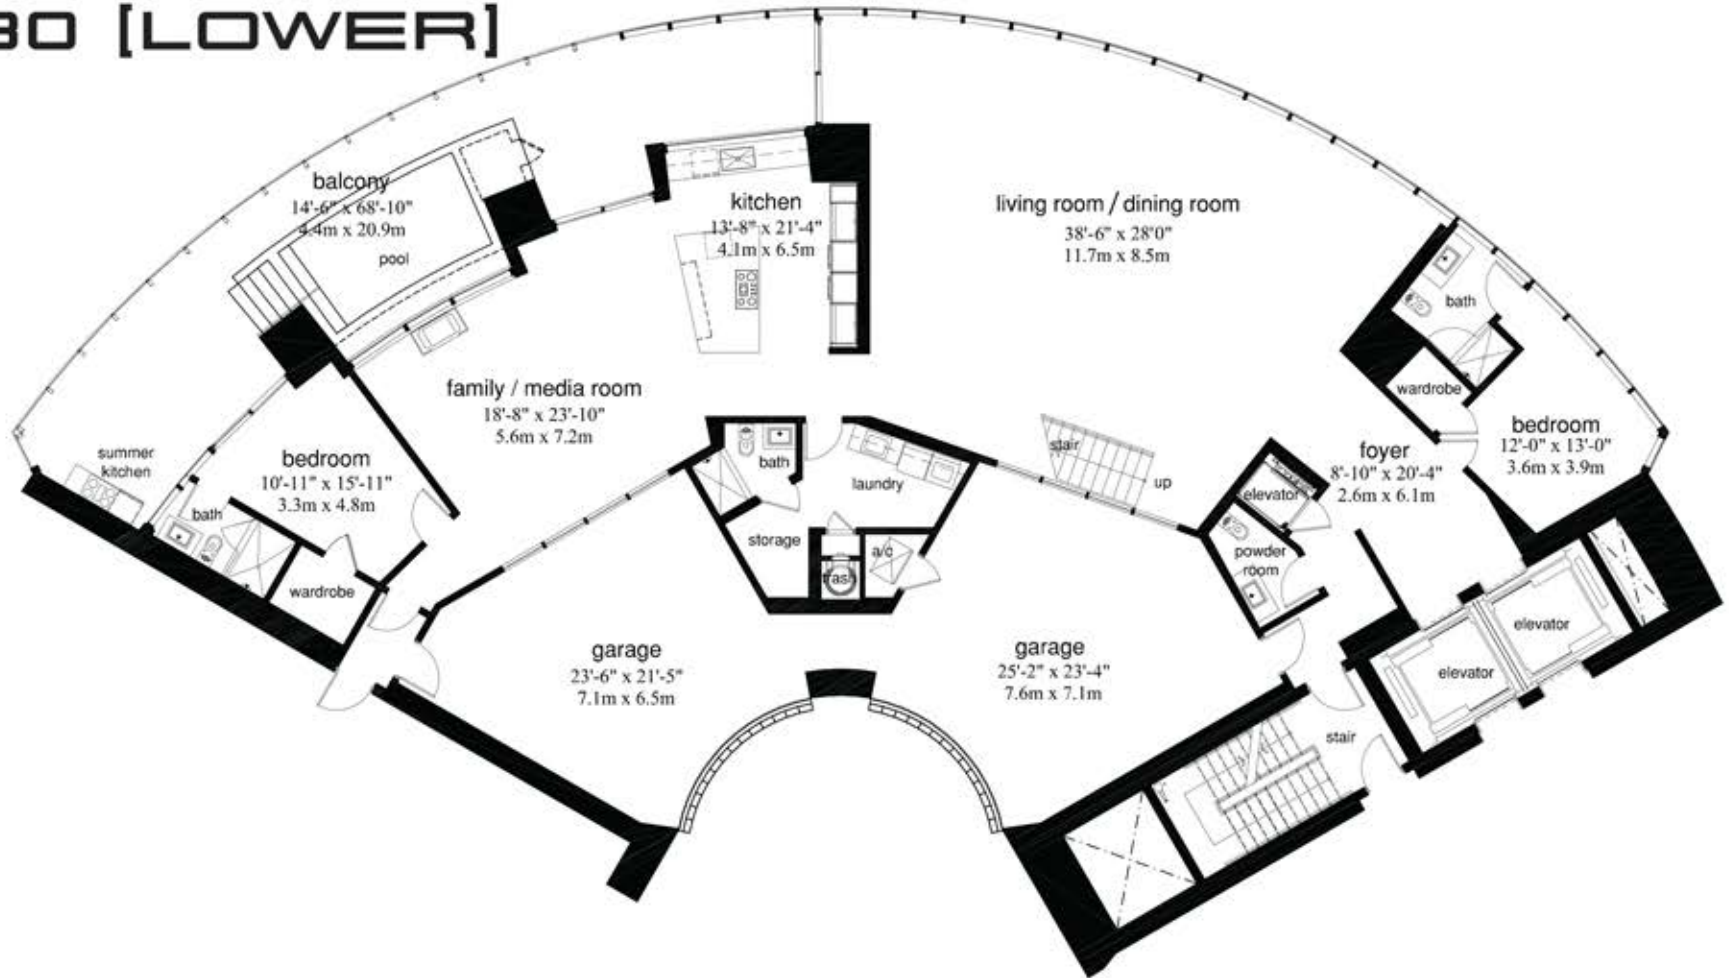 30 [LOWER]
balcony
14'-6" x 68'-10"
4.4m x 20.9m
pool
kitchen
13'-8" x 21'-4"
4.1m x 6.5m
living room / dining room
38'-6" x 28'0"
11.7m x 8.5m
bath
wardrobe
family / media room
18'-8" x 23'-10"
5.6m x 7.2m
bedroom
12'-0" x 13'-0"
3.6m x 3.9m
foyer
8'-10" x 20'-4"
2.6m x 6.1m
stair
up
elevator
summer
kitchen
bedroom
10'-11" x 15'-11"
3.3m x 4.8m
bath
wardrobe
bath
laundry
storage
a/c
trash
powder
room
garage
23'-6" x 21'-5"
7.1m x 6.5m
garage
25'-2" x 23'-4"
7.6m x 7.1m
elevator
elevator
stair